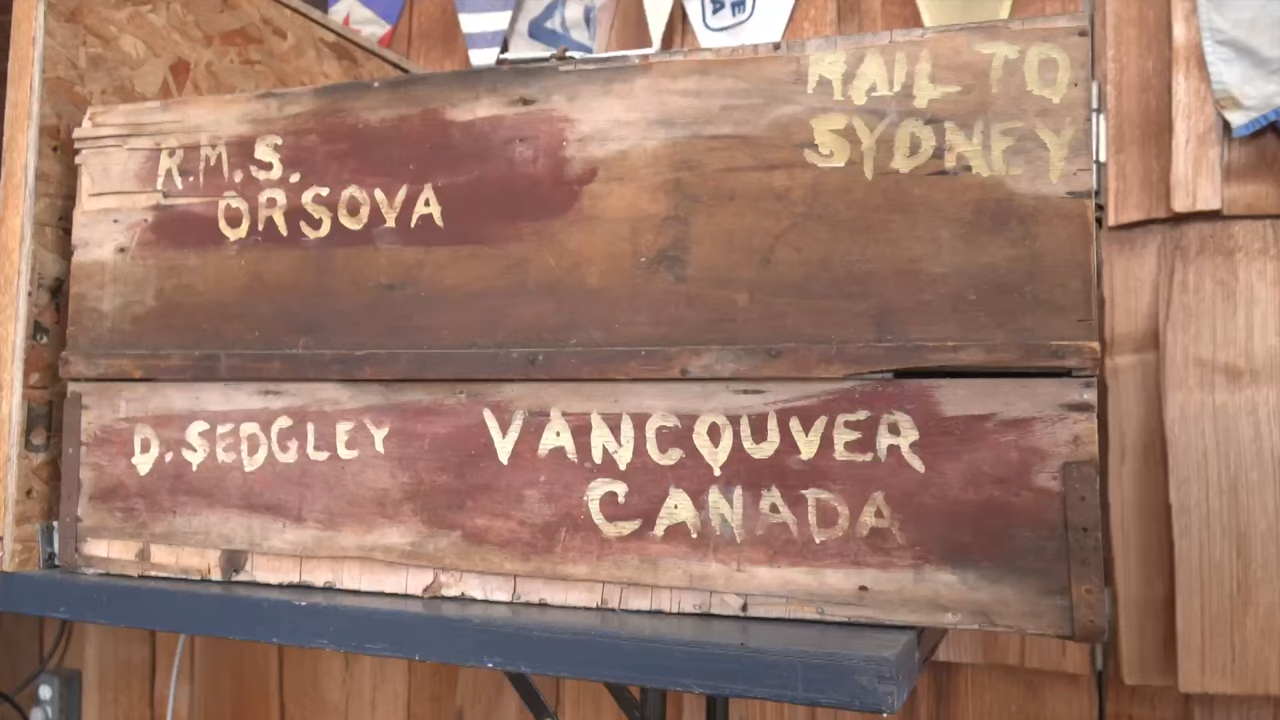 R.M.S.
ORSOVA
RAIL TO
SYDNEY
D. SEDGLEY
VANCOUVER
CANADA